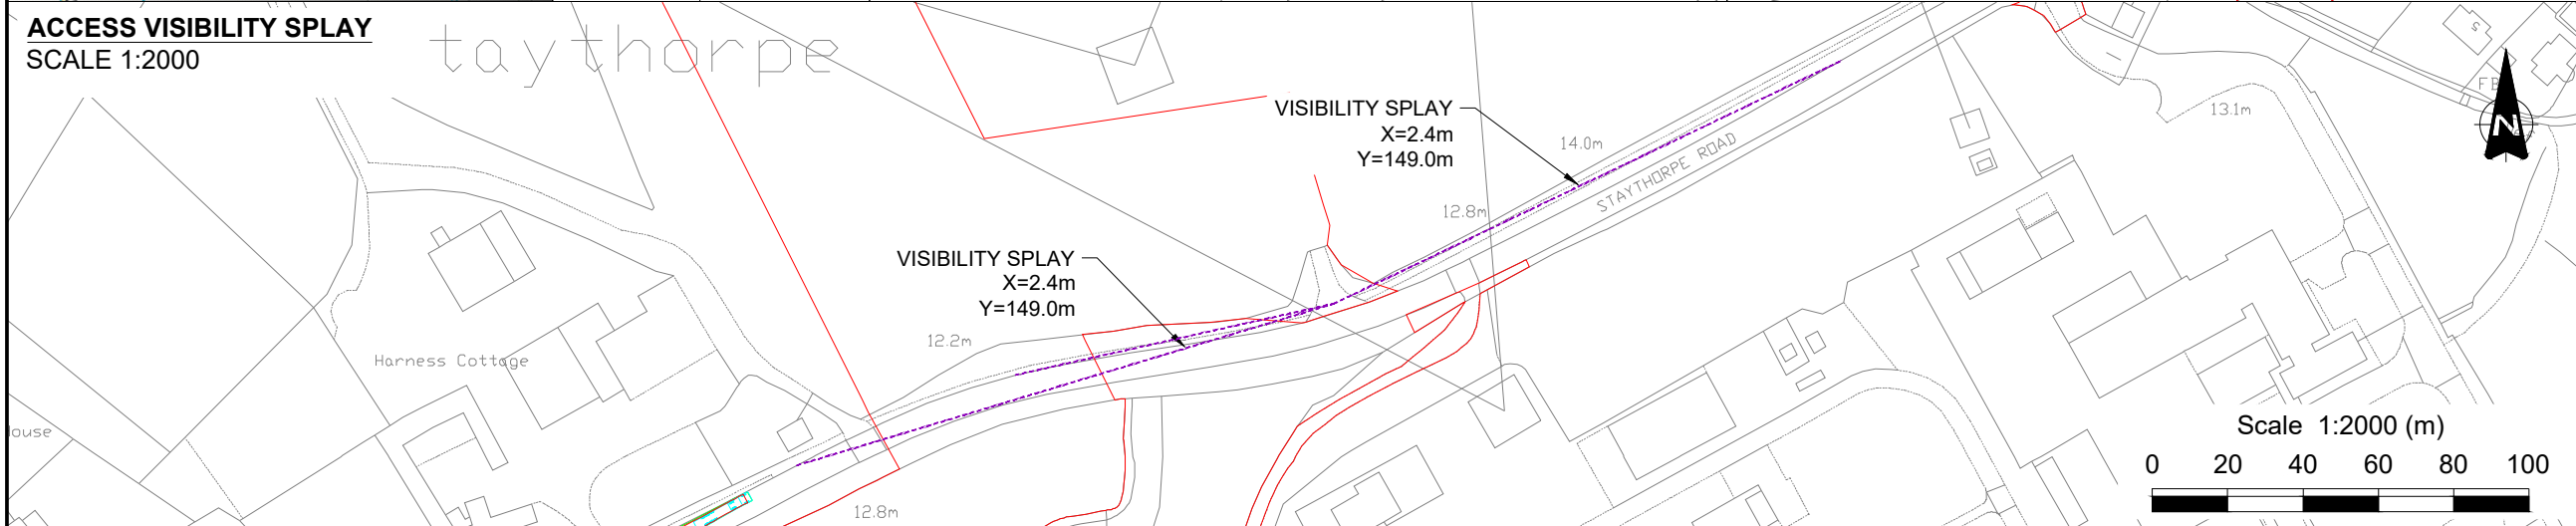 ACCESS VISIBILITY SPLAY
SCALE 1:2000
taythorpe
VISIBILITY SPLAY
X=2.4m
Y=149.0m
14.0m
STAYTHORPE ROAD
12.8m
13.1m
FB
N
VISIBILITY SPLAY
X=2.4m
Y=149.0m
12.2m
Harness Cottage
ouse
12.8m
Scale 1:2000 (m)
0 20 40 60 80 100